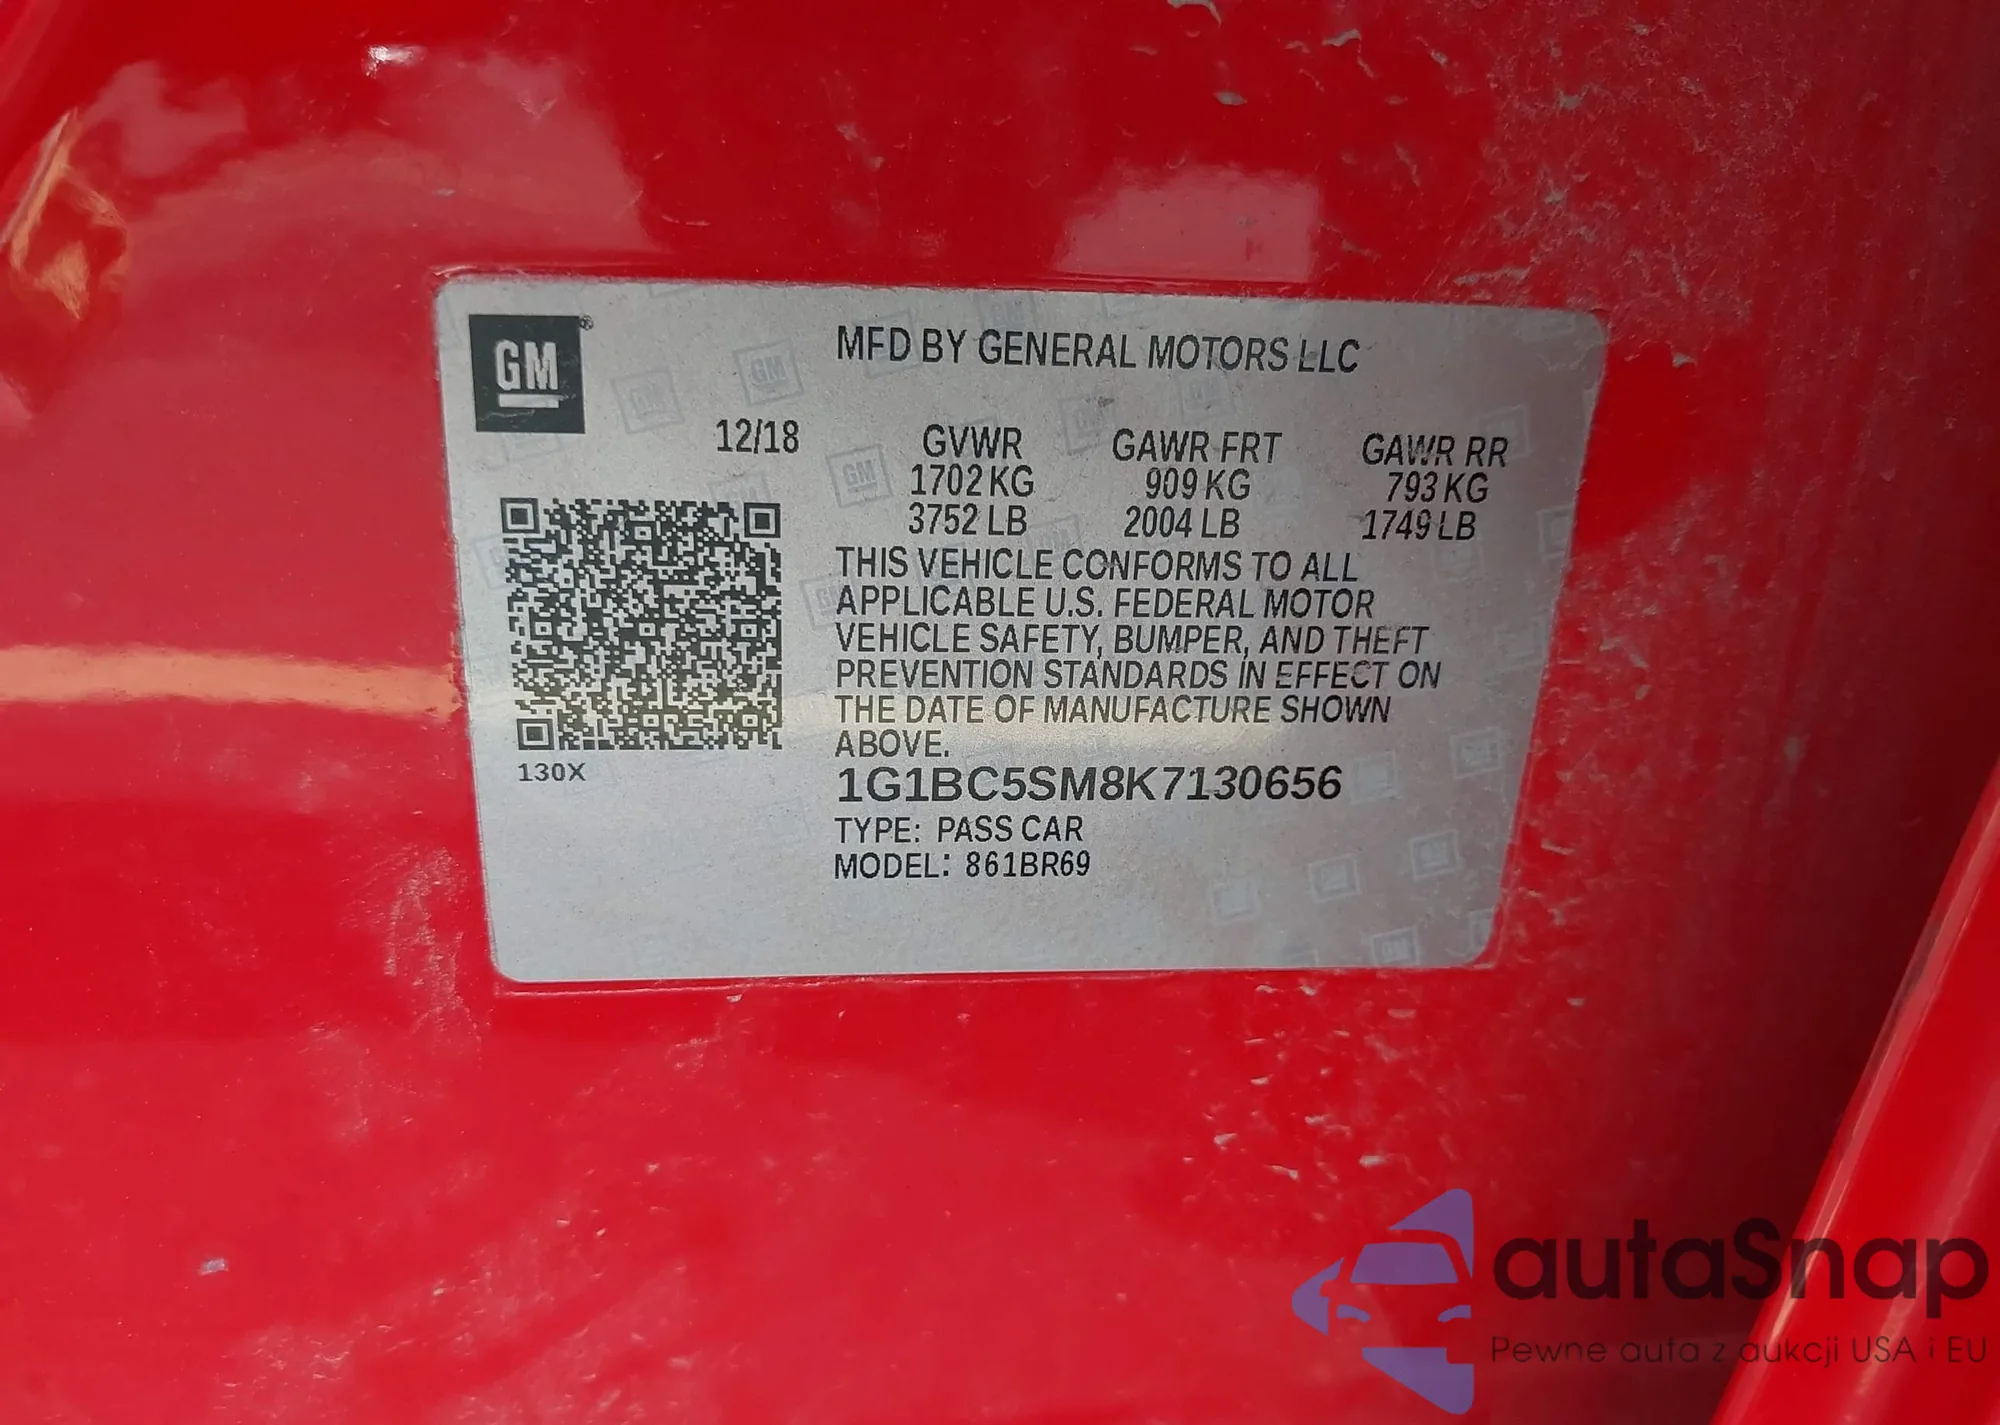 GM
MFD BY GENERAL MOTORS LLC
12/18
GVWR GAWR FRT GAWR RR
1702 KG 909 KG 793 KG
3752 LB 2004 LB 1749 LB
THIS VEHICLE CONFORMS TO ALL
APPLICABLE U.S. FEDERAL MOTOR
VEHICLE SAFETY, BUMPER, AND THEFT
PREVENTION STANDARDS IN EFFECT ON
THE DATE OF MANUFACTURE SHOWN
ABOVE.
130X
1G1BC5SM8K7130656
TYPE: PASS CAR
MODEL: 861BR69
autaSnap
Pewne auta z aukcji USA i EU